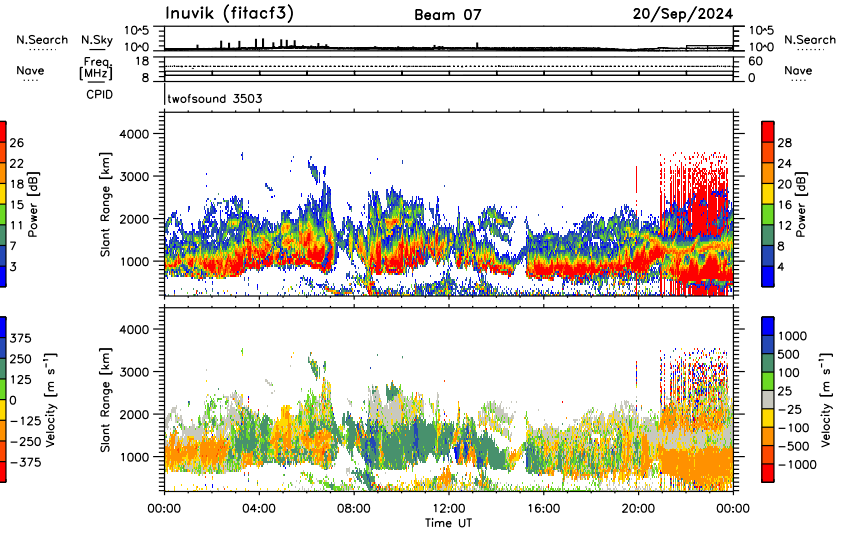 Inuvik (fitacf3) Beam 07 20/Sep/2024
N.Search N.Sky 10^5 10^0 10^5 10^0 N.Search
Nave Freq. [MHz] 18 8 60 0 Nave
CPID twofsound 3503
Slant Range [km] 4000 3000 2000 1000
Power [dB] 26 22 18 15 11 7 3
Power [dB] 28 24 20 16 12 8 4
Slant Range [km] 4000 3000 2000 1000
Velocity [m s⁻¹] 375 250 125 0 −125 −250 −375
Velocity [m s⁻¹] 1000 500 100 25 −25 −100 −500 −1000
00:00 04:00 08:00 12:00 16:00 20:00 00:00
Time UT